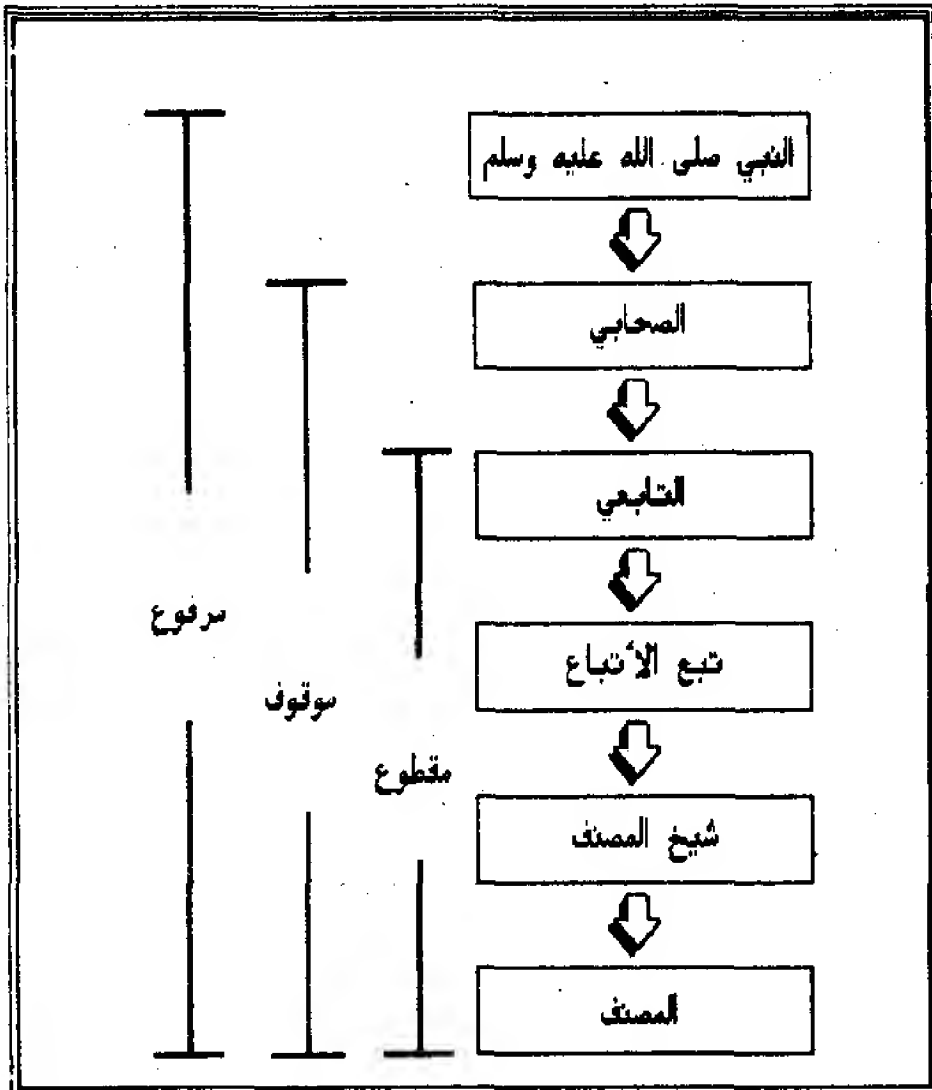 النبي صلى الله عليه وسلم
الصحابي
التابعي
تبع الأتباع
شيخ المصنف
المصنف
مرفوع
موقوف
مقطوع